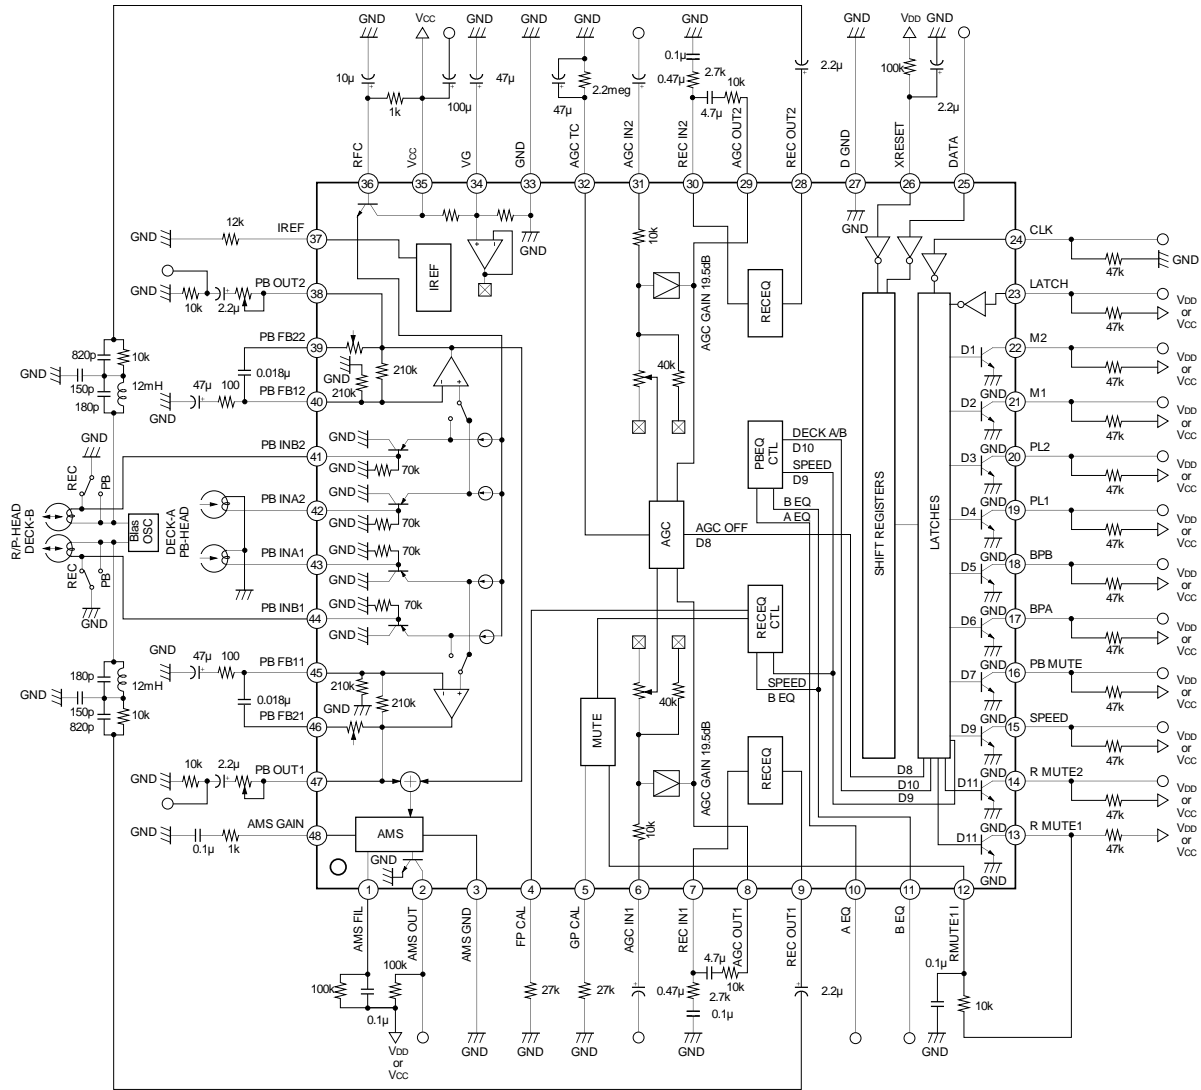 GND
VCC
GND
GND
GND
GND
GND
VDD
GND
10μ
1k
100μ
47μ
47μ
2.2meg
0.1μ
0.47μ
2.7k
10k
4.7μ
2.2μ
100k
2.2μ
RFC
VCC
VG
GND
AGC TC
AGC IN2
REC IN2
AGC OUT2
REC OUT2
D GND
XRESET
DATA
36
35
34
33
32
31
30
29
28
27
26
25
GND
GND
GND
12k
IREF
37
IREF
10k
AGC GAIN 19.5dB
RECEQ
24
CLK
47k
GND
GND
10k
2.2μ
PB OUT2
38
23
LATCH
47k
VDD
or
VCC
820p
10k
GND
150p
180p
12mH
0.018μ
PB FB22
39
GND
210k
210k
40k
D1
22
M2
GND
47k
VDD
or
VCC
GND
47μ
100
PB FB12
40
D2
21
M1
GND
47k
VDD
or
VCC
GND
REC
PB
PB INB2
41
GND
GND
70k
PBEQ
CTL
DECK A/B
D10
SPEED
D9
B EQ
A EQ
D3
20
PL2
GND
47k
VDD
or
VCC
R/P-HEAD
DECK-B
Bias
OSC
DECK-A
PB-HEAD
PB INA2
42
GND
GND
70k
AGC
AGC OFF
D8
SHIFT REGISTERS
LATCHES
D4
19
PL1
GND
47k
VDD
or
VCC
REC
PB
GND
PB INA1
43
GND
70k
GND
D5
18
BPB
GND
47k
VDD
or
VCC
PB INB1
44
GND
70k
GND
RECEQ
CTL
SPEED
B EQ
D6
17
BPA
GND
47k
VDD
or
VCC
GND
47μ
100
PB FB11
45
210k
GND
210k
40k
D7
16
PB MUTE
GND
47k
VDD
or
VCC
180p
12mH
GND
150p
820p
10k
0.018μ
PB FB21
46
MUTE
AGC GAIN 19.5dB
RECEQ
D9
15
SPEED
GND
47k
VDD
or
VCC
GND
10k
2.2μ
PB OUT1
47
D8
D10
D9
D11
14
R MUTE2
GND
47k
VDD
or
VCC
GND
0.1μ
1k
AMS GAIN
48
AMS
GND
10k
D11
13
R MUTE1
GND
47k
VDD
or
VCC
1
2
3
4
5
6
7
8
9
10
11
12
AMS FIL
AMS OUT
AMS GND
FP CAL
GP CAL
AGC IN1
REC IN1
AGC OUT1
REC OUT1
A EQ
B EQ
RMUTE1 I
100k
100k
0.1μ
27k
27k
4.7μ
0.47μ
10k
2.7k
0.1μ
2.2μ
0.1μ
10k
VDD
or
VCC
GND
GND
GND
GND
GND